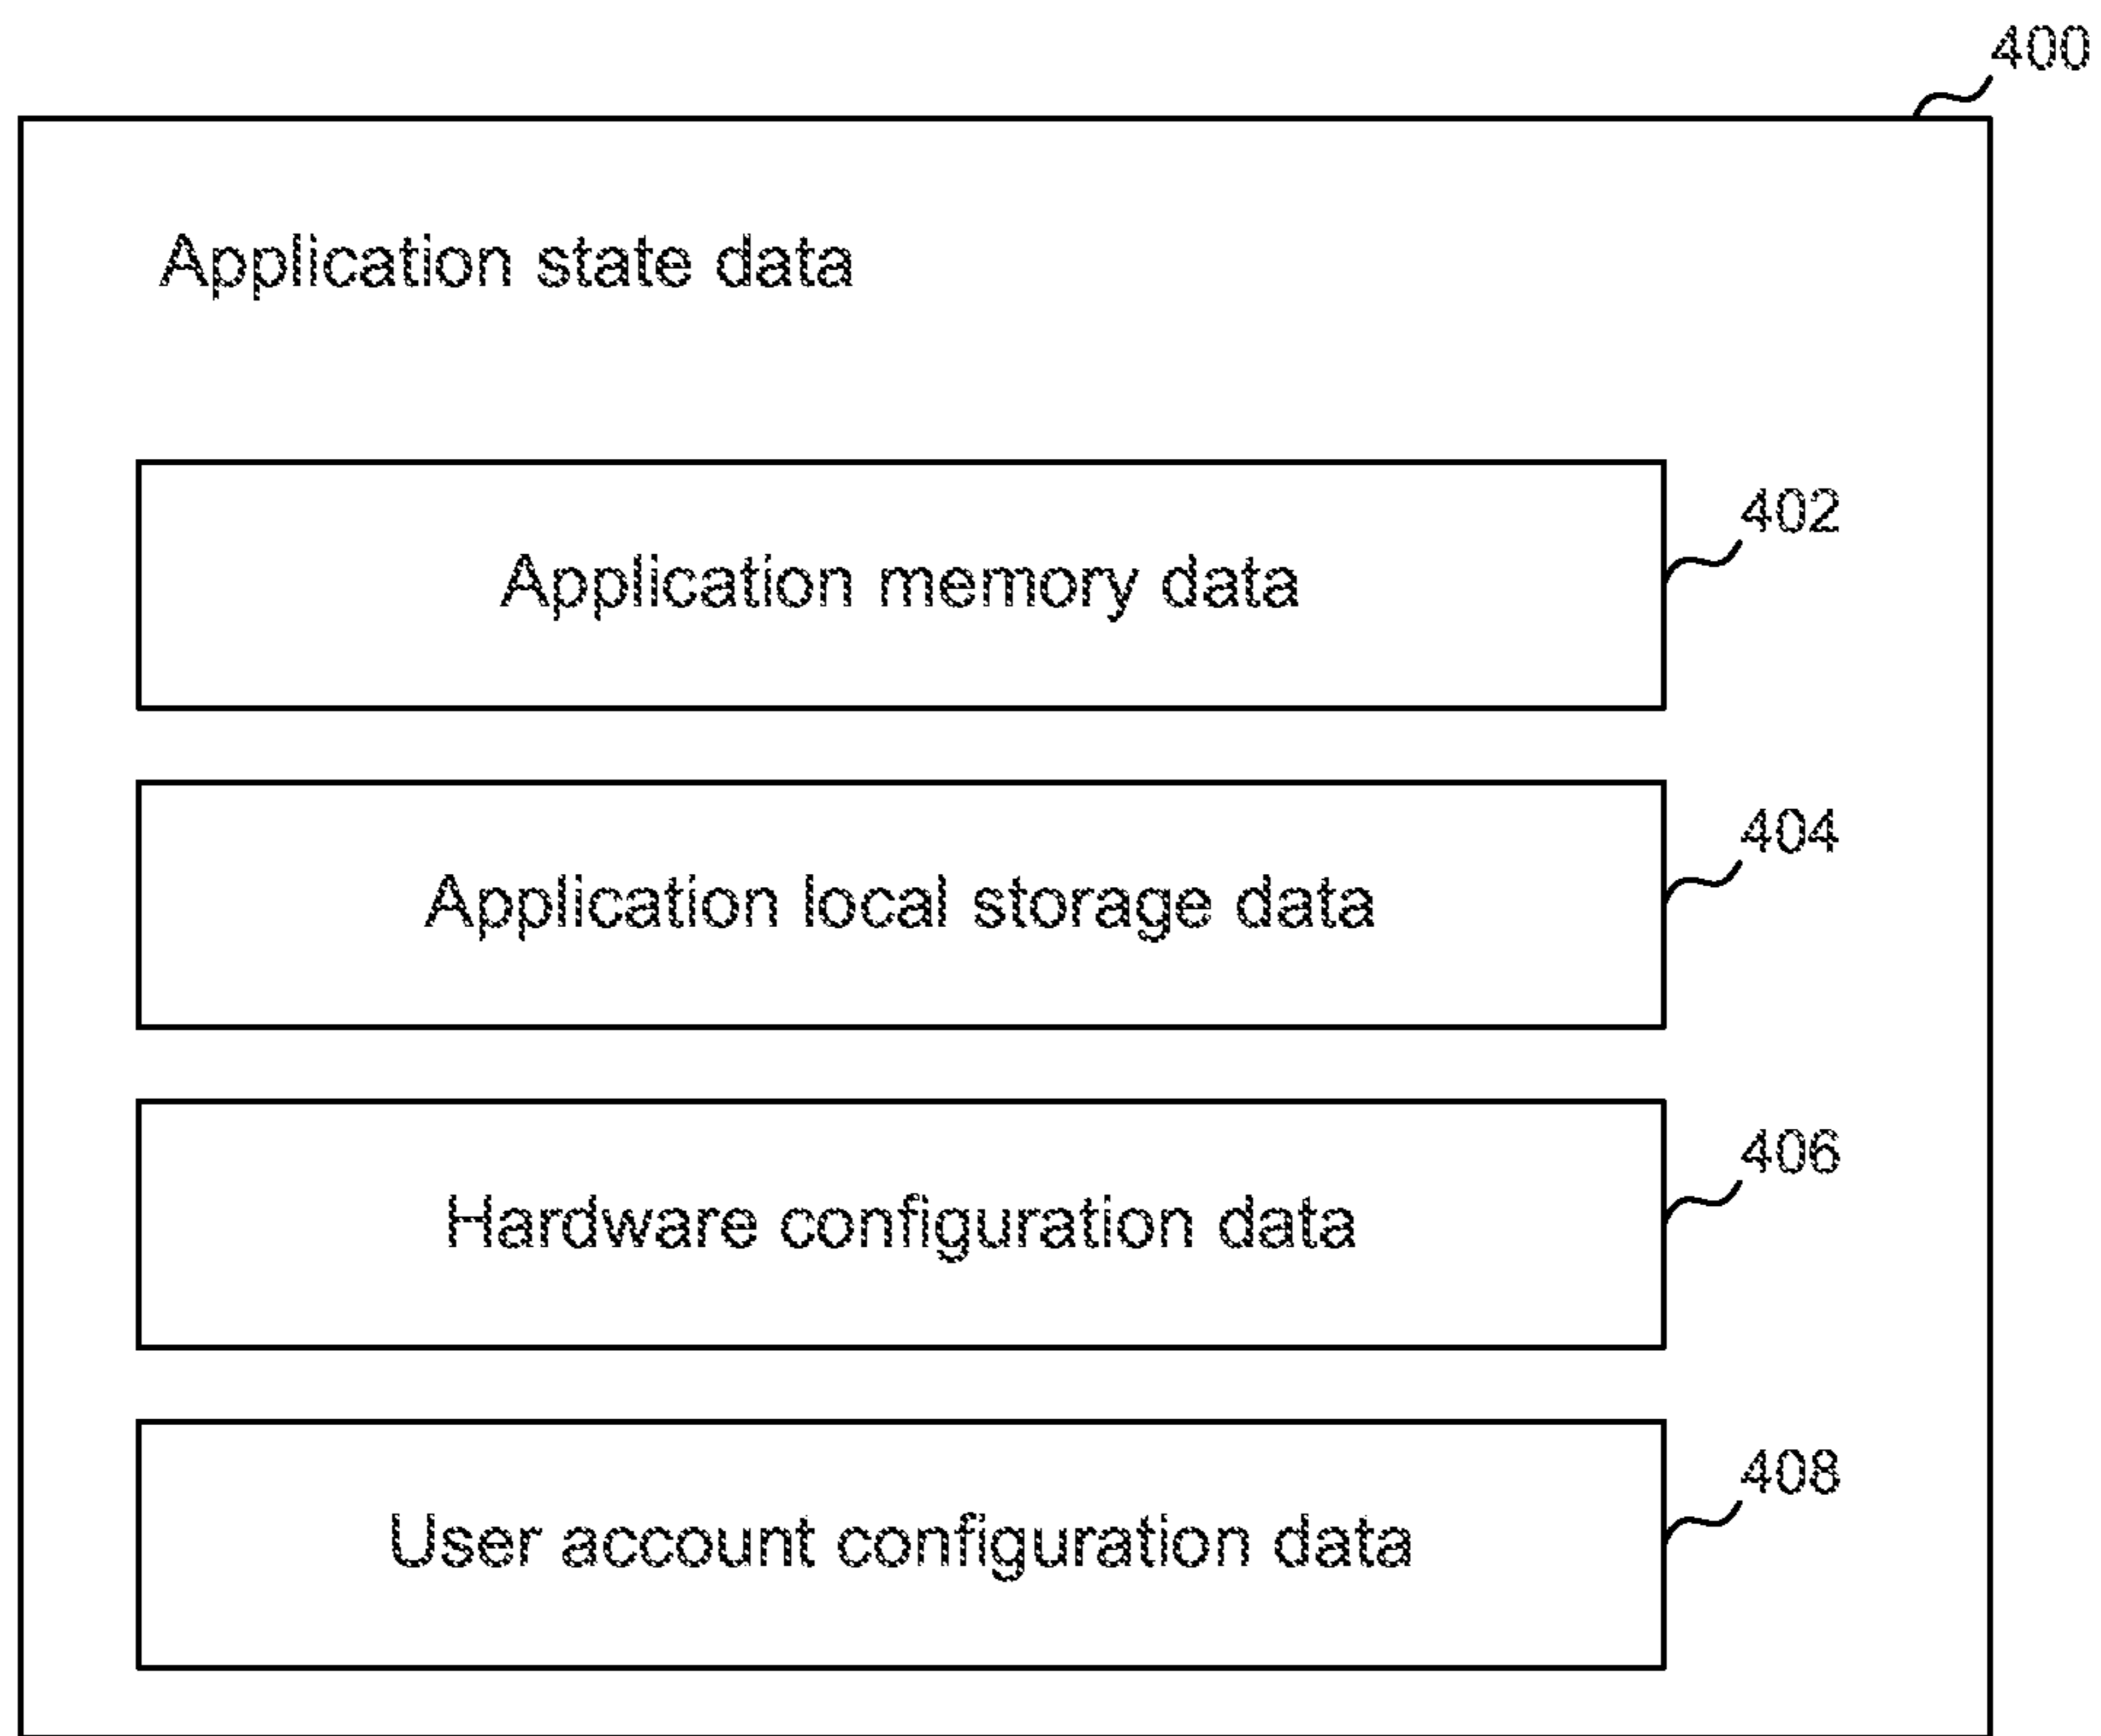 400
Application state data
Application memory data
402
Application local storage data
404
Hardware configuration data
406
User account configuration data
408